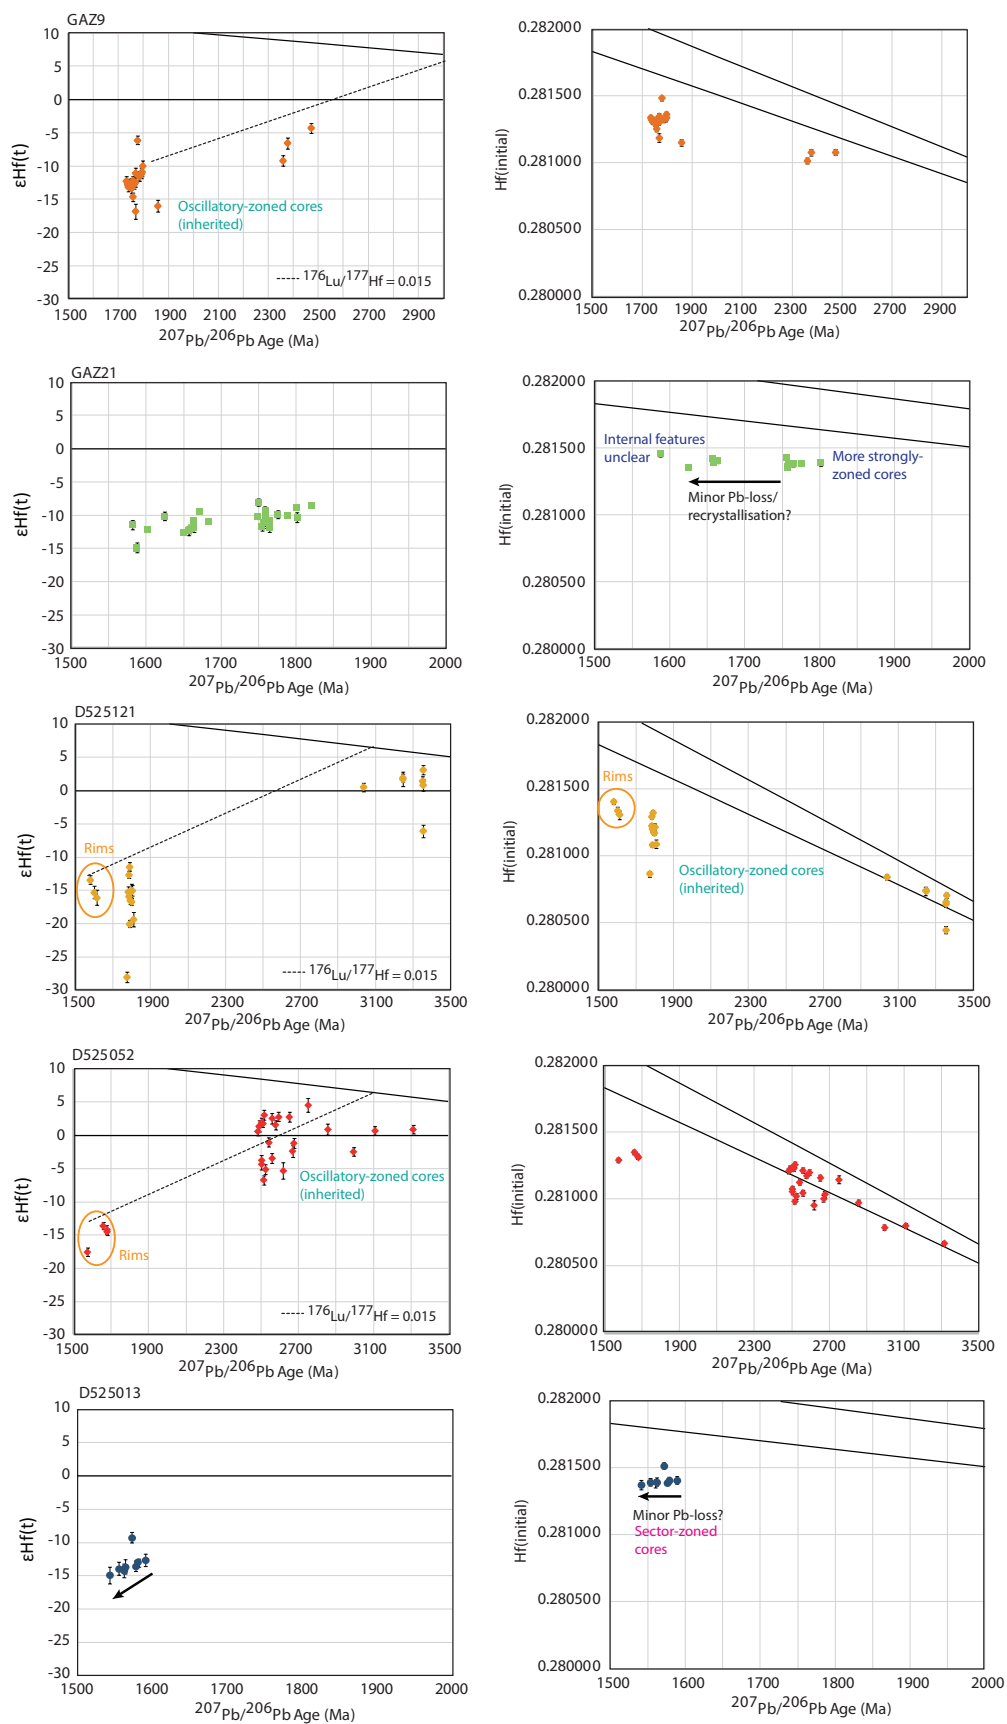 GAZ9
10
5
0
-5
-10
-15
-20
-25
-30
εHf(t)
Oscillatory-zoned cores
(inherited)
176Lu/177Hf = 0.015
1500 1700 1900 2100 2300 2500 2700 2900
207Pb/206Pb Age (Ma)
0.282000
0.281500
0.281000
0.280500
0.280000
Hf(initial)
1500 1700 1900 2100 2300 2500 2700 2900
207Pb/206Pb Age (Ma)
GAZ21
10
5
0
-5
-10
-15
-20
-25
-30
εHf(t)
1500 1600 1700 1800 1900 2000
207Pb/206Pb Age (Ma)
0.282000
0.281500
0.281000
0.280500
0.280000
Hf(initial)
Internal features
unclear
More strongly-
zoned cores
Minor Pb-loss/
recrystallisation?
1500 1600 1700 1800 1900 2000
207Pb/206Pb Age (Ma)
D525121
10
5
0
-5
-10
-15
-20
-25
-30
εHf(t)
Rims
176Lu/177Hf = 0.015
1500 1900 2300 2700 3100 3500
207Pb/206Pb Age (Ma)
0.282000
0.281500
0.281000
0.280500
0.280000
Hf(initial)
Rims
Oscillatory-zoned cores
(inherited)
1500 1900 2300 2700 3100 3500
207Pb/206Pb Age (Ma)
D525052
10
5
0
-5
-10
-15
-20
-25
-30
εHf(t)
Oscillatory-zoned cores
(inherited)
Rims
176Lu/177Hf = 0.015
1500 1900 2300 2700 3100 3500
207Pb/206Pb Age (Ma)
0.282000
0.281500
0.281000
0.280500
0.280000
Hf(initial)
1500 1900 2300 2700 3100 3500
207Pb/206Pb Age (Ma)
D525013
10
5
0
-5
-10
-15
-20
-25
-30
εHf(t)
1500 1600 1700 1800 1900 2000
207Pb/206Pb Age (Ma)
0.282000
0.281500
0.281000
0.280500
0.280000
Hf(initial)
Minor Pb-loss?
Sector-zoned
cores
1500 1600 1700 1800 1900 2000
207Pb/206Pb Age (Ma)